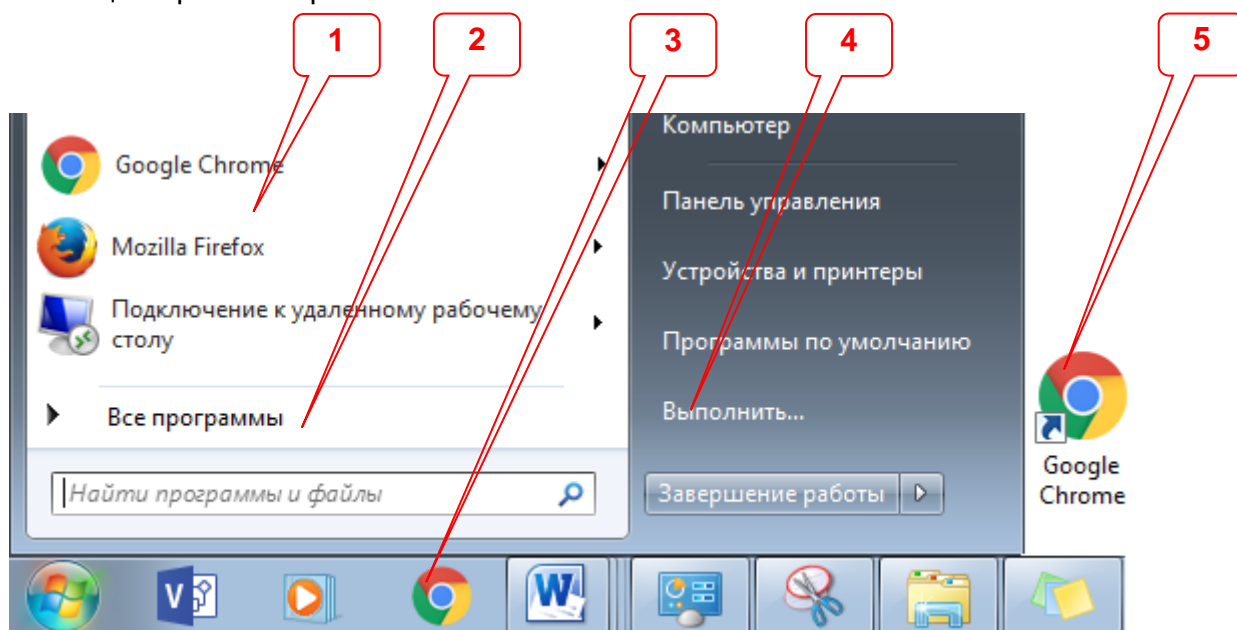 1 2 3 4 5
Компьютер
Google Chrome
Панель управления
Mozilla Firefox
Устройства и принтеры
Подключение к удаленному рабочему
столу
Программы по умолчанию
Все программы
Выполнить...
Найти программы и файлы
Завершение работы
Google
Chrome
V
W